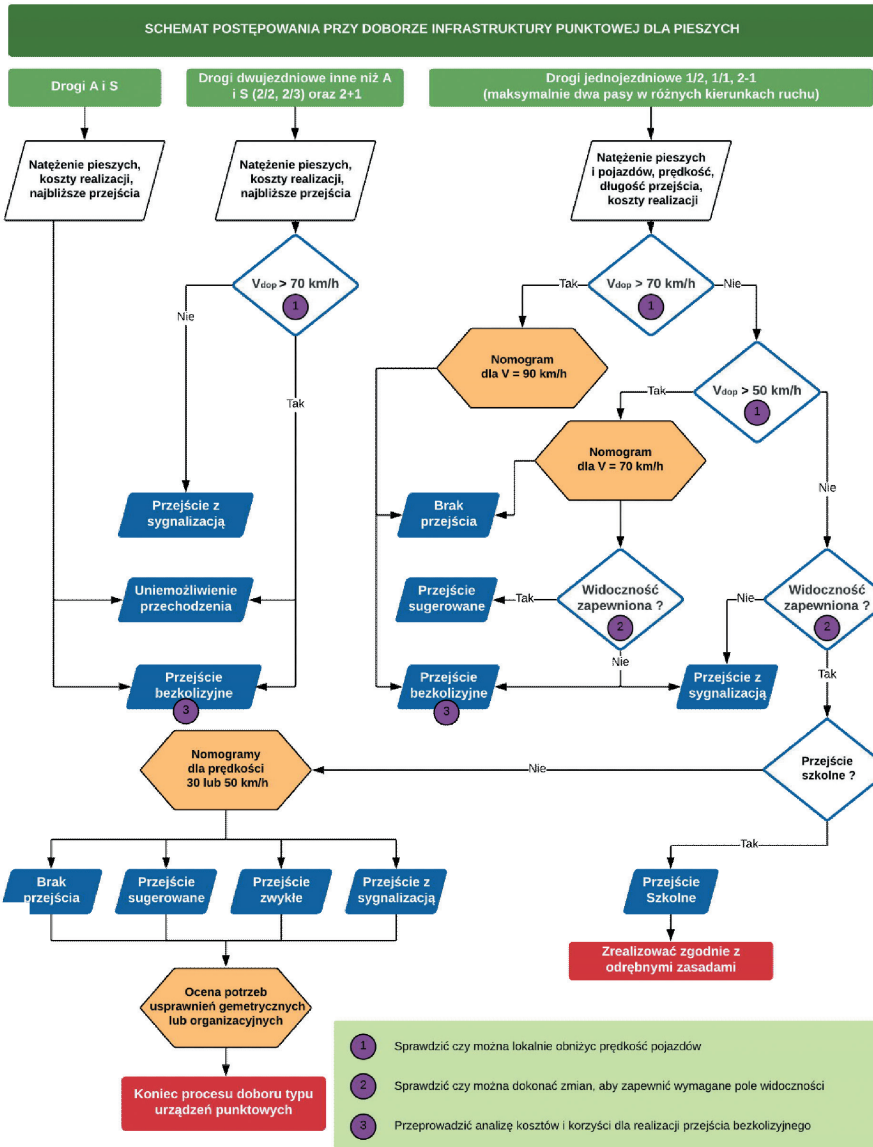 SCHEMAT POSTĘPOWANIA PRZY DOBORZE INFRASTRUKTURY PUNKTOWEJ DLA PIESZYCH
Drogi A i S
Drogi dwujezdniowe inne niż A
i S (2/2, 2/3) oraz 2+1
Drogi jednojezdniowe 1/2, 1/1, 2-1
(maksymalnie dwa pasy w różnych kierunkach ruchu)
Natężenie pieszych,
koszty realizacji,
najbliższe przejścia
Natężenie pieszych,
koszty realizacji,
najbliższe przejścia
Natężenie pieszych
i pojazdów, prędkość,
długość przejścia,
koszty realizacji
Vdop > 70 km/h
1
Nie
Tak
Vdop > 70 km/h
1
Tak
Nie
Nomogram
dla V = 90 km/h
Vdop > 50 km/h
1
Tak
Nie
Nomogram
dla V = 70 km/h
Przejście z
sygnalizacją
Brak
przejścia
Uniemożliwienie
przechodzenia
Przejście
sugerowane
Tak
Widoczność
zapewniona ?
2
Nie
Nie
Widoczność
zapewniona ?
2
Tak
Przejście
bezkolizyjne
3
Przejście
bezkolizyjne
3
Przejście z
sygnalizacją
Nomogramy
dla prędkości
30 lub 50 km/h
Nie
Przejście
szkolne ?
Tak
Brak
przejścia
Przejście
sugerowane
Przejście
zwykłe
Przejście z
sygnalizacją
Przejście
Szkolne
Zrealizować zgodnie z
odrębnymi zasadami
Ocena potrzeb
usprawnień gemetrycznych
lub organizacyjnych
Koniec procesu doboru typu
urządzeń punktowych
1 Sprawdzić czy można lokalnie obniżyc prędkość pojazdów
2 Sprawdzić czy można dokonać zmian, aby zapewnić wymagane pole widoczności
3 Przeprowadzić analizę kosztów i korzyści dla realizacji przejścia bezkolizyjnego